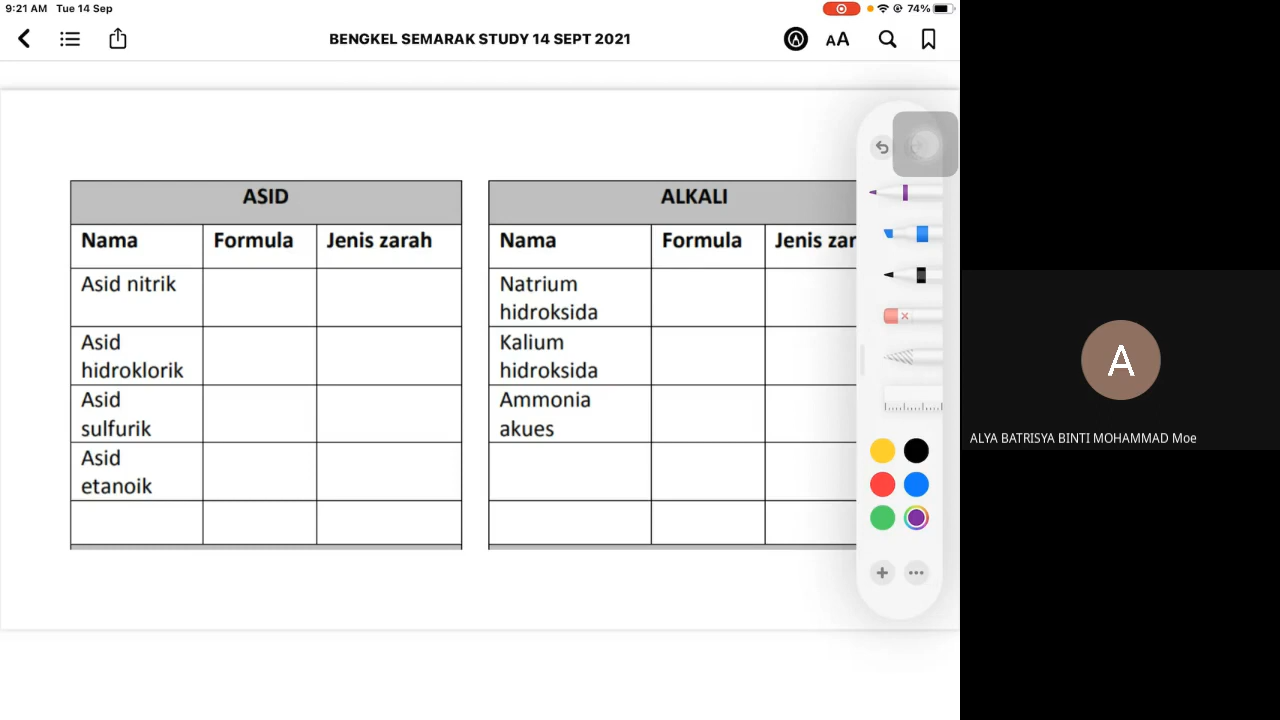 9:21 AM Tue 14 Sep
74%
BENGKEL SEMARAK STUDY 14 SEPT 2021
AA
ASID
Nama Formula Jenis zarah
Asid nitrik
Asid
hidroklorik
Asid
sulfurik
Asid
etanoik
ALKALI
Nama Formula Jenis zar
Natrium
hidroksida
Kalium
hidroksida
Ammonia
akues
A
ALYA BATRISYA BINTI MOHAMMAD Moe